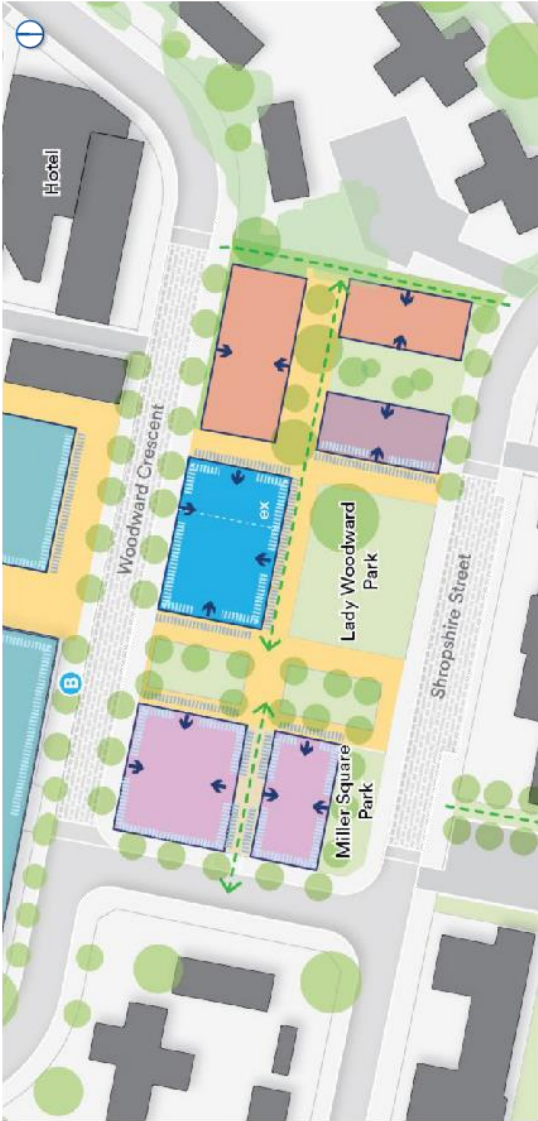 Hotel
Woodward Crescent
ex
Lady Woodward
Park
Shropshire Street
B
Miller Square
Park